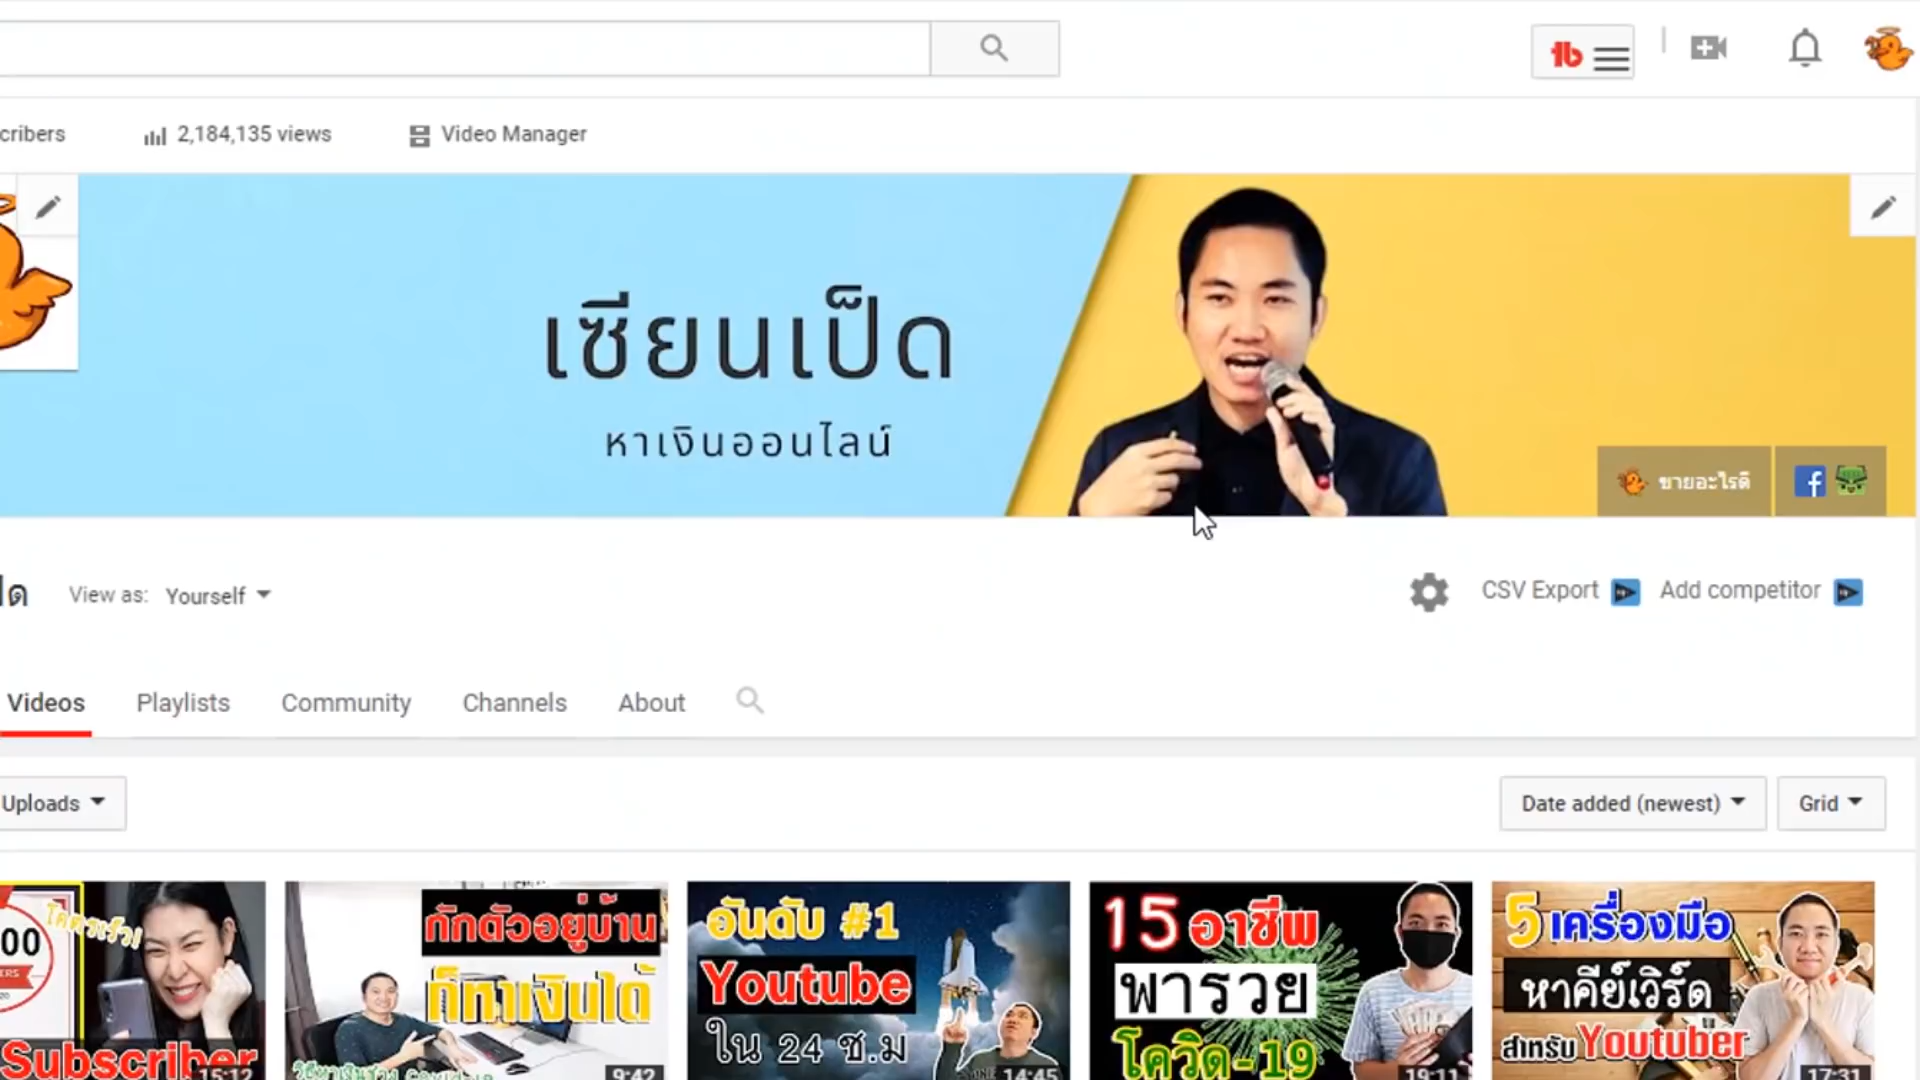 cribers
2,184,135 views
Video Manager
เซียนเป็ด
หาเงินออนไลน์
ขายอะไรดี
View as: Yourself
CSV Export
Add competitor
Videos
Playlists
Community
Channels
About
Uploads
Date added (newest)
Grid
00
Subscriber
15:12
กักตัวอยู่บ้าน
ก็หาเงินได้
9:42
อันดับ #1
Youtube
ใน 24 ช.ม
14:45
15 อาชีพ
พารวย
โควิด-19
19:11
5 เครื่องมือ
หาคีย์เวิร์ด
สำหรับ Youtuber
17:31